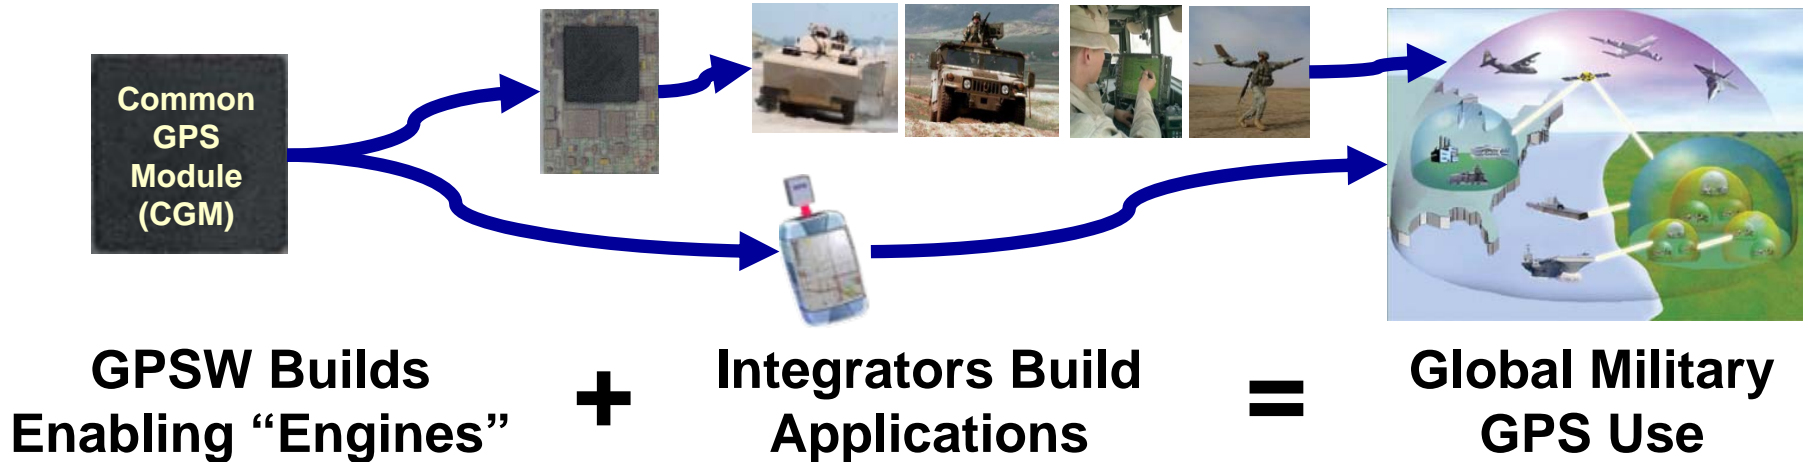 Common
GPS
Module
(CGM)
GPSW Builds
Enabling “Engines”
+
Integrators Build
Applications
=
Global Military
GPS Use